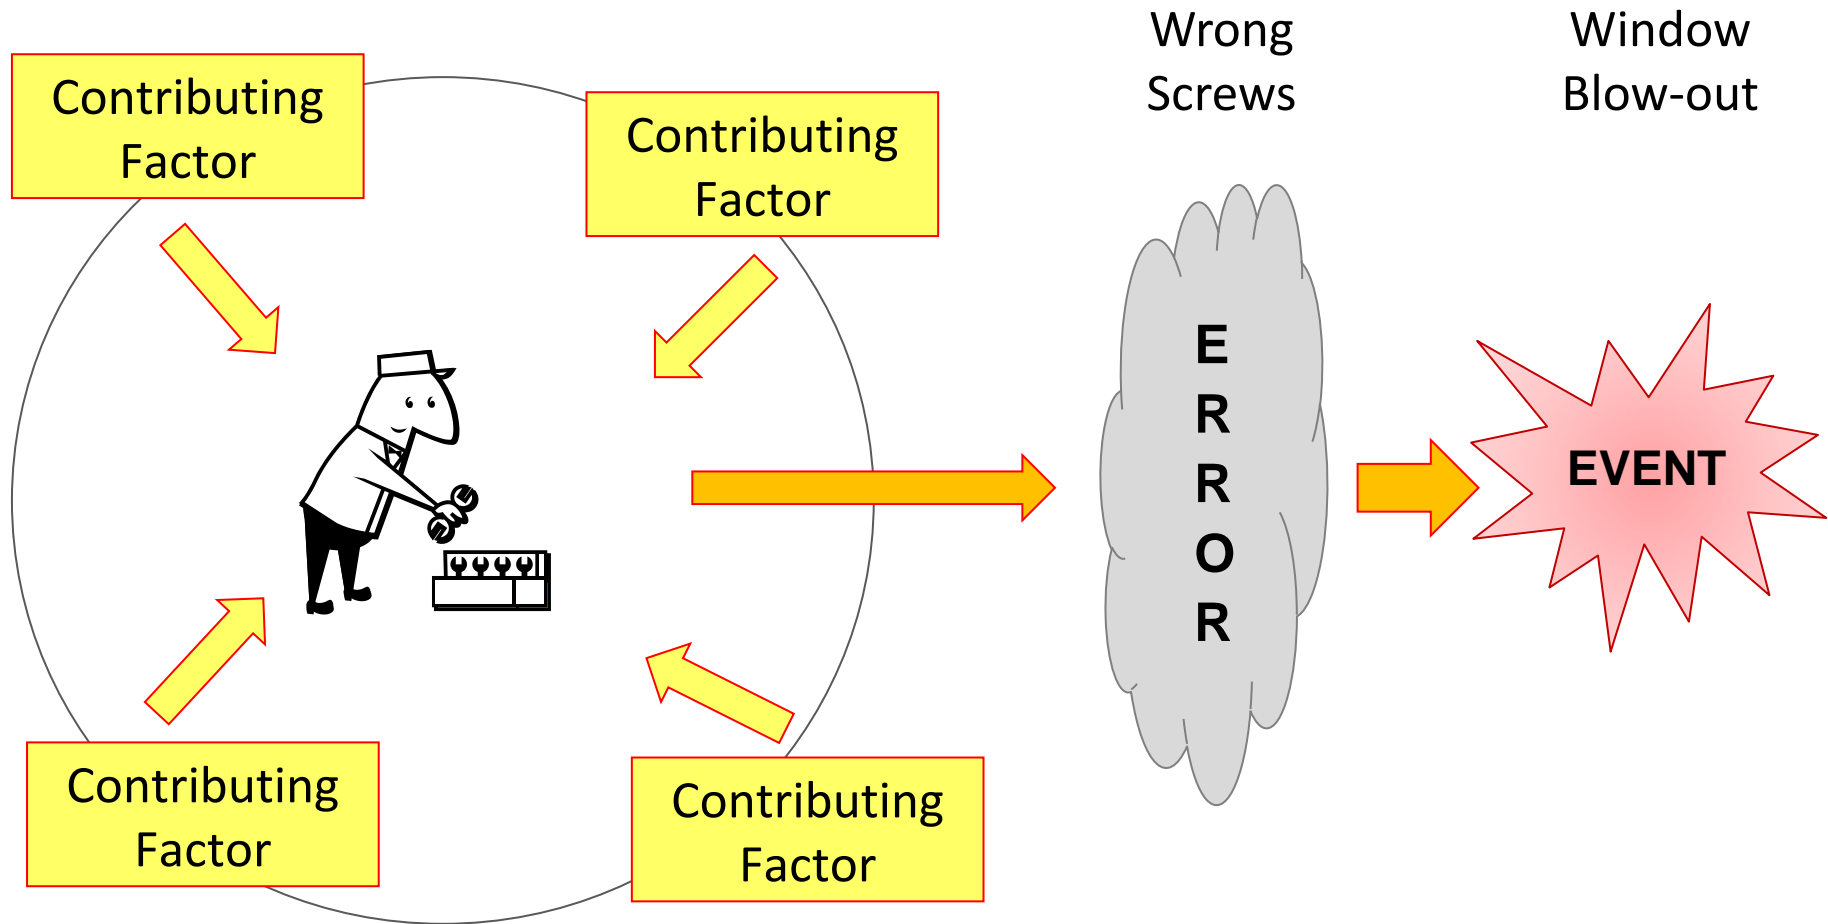 Contributing
Factor
Contributing
Factor
Contributing
Factor
Contributing
Factor
Wrong
Screws
E
R
R
O
R
Window
Blow-out
EVENT